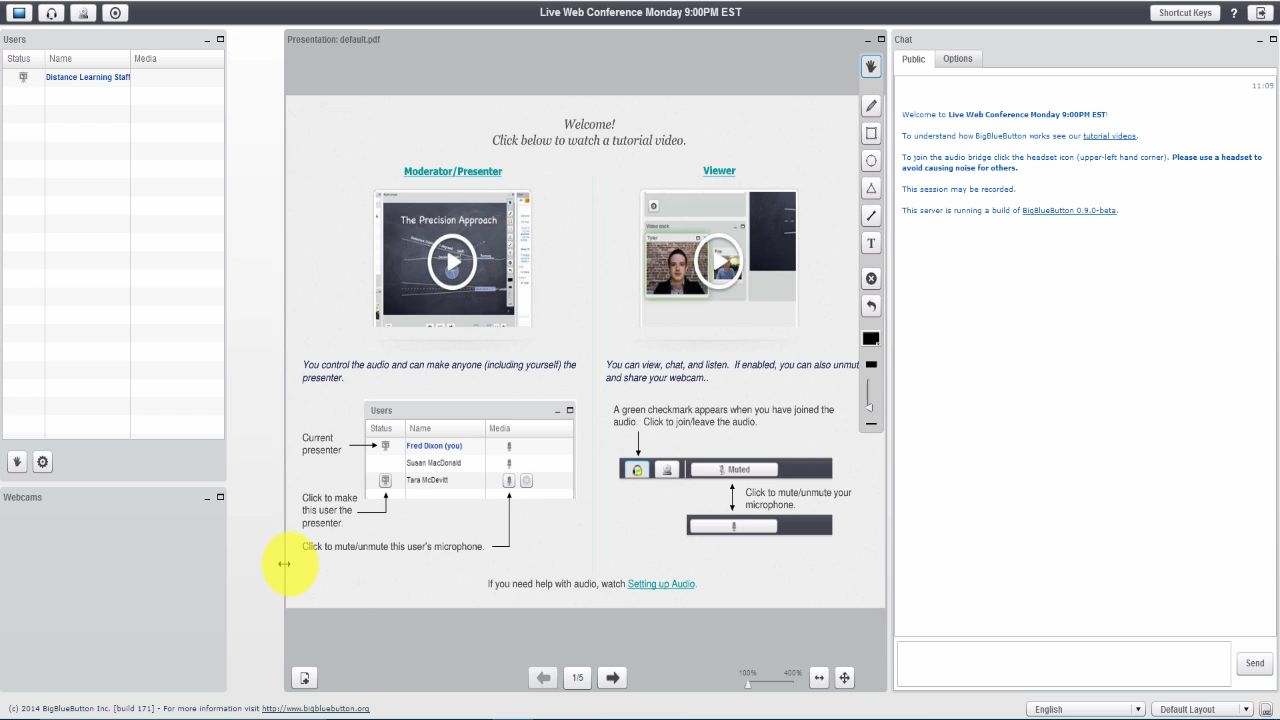 Live Web Conference Monday 9:00PM EST
Shortcut Keys
?
Users
Status Name Media
Distance Learning Staff
Webcams
Presentation: default.pdf
Welcome!
Click below to watch a tutorial video.
Moderator/Presenter
Viewer
The Precision Approach
Video dock
Tyler
You control the audio and can make anyone (including yourself) the
presenter.
You can view, chat, and listen. If enabled, you can also unmut
and share your webcam..
Users
Status Name Media
Fred Dixon (you)
Susan MacDonald
Tara McDevitt
Current
presenter
Click to make
this user the
presenter.
Click to mute/unmute this user's microphone.
A green checkmark appears when you have joined the
audio. Click to join/leave the audio.
Muted
Click to mute/unmute your
microphone.
If you need help with audio, watch Setting up Audio.
T
1/5
100% 400%
Chat
Public Options
11:09
Welcome to Live Web Conference Monday 9:00PM EST!
To understand how BigBlueButton works see our tutorial videos.
To join the audio bridge click the headset icon (upper-left hand corner). Please use a headset to
avoid causing noise for others.
This session may be recorded.
This server is running a build of BigBlueButton 0.9.0-beta.
Send
(c) 2014 BigBlueButton Inc. [build 171] - For more information visit http://www.bigbluebutton.org
English
Default Layout